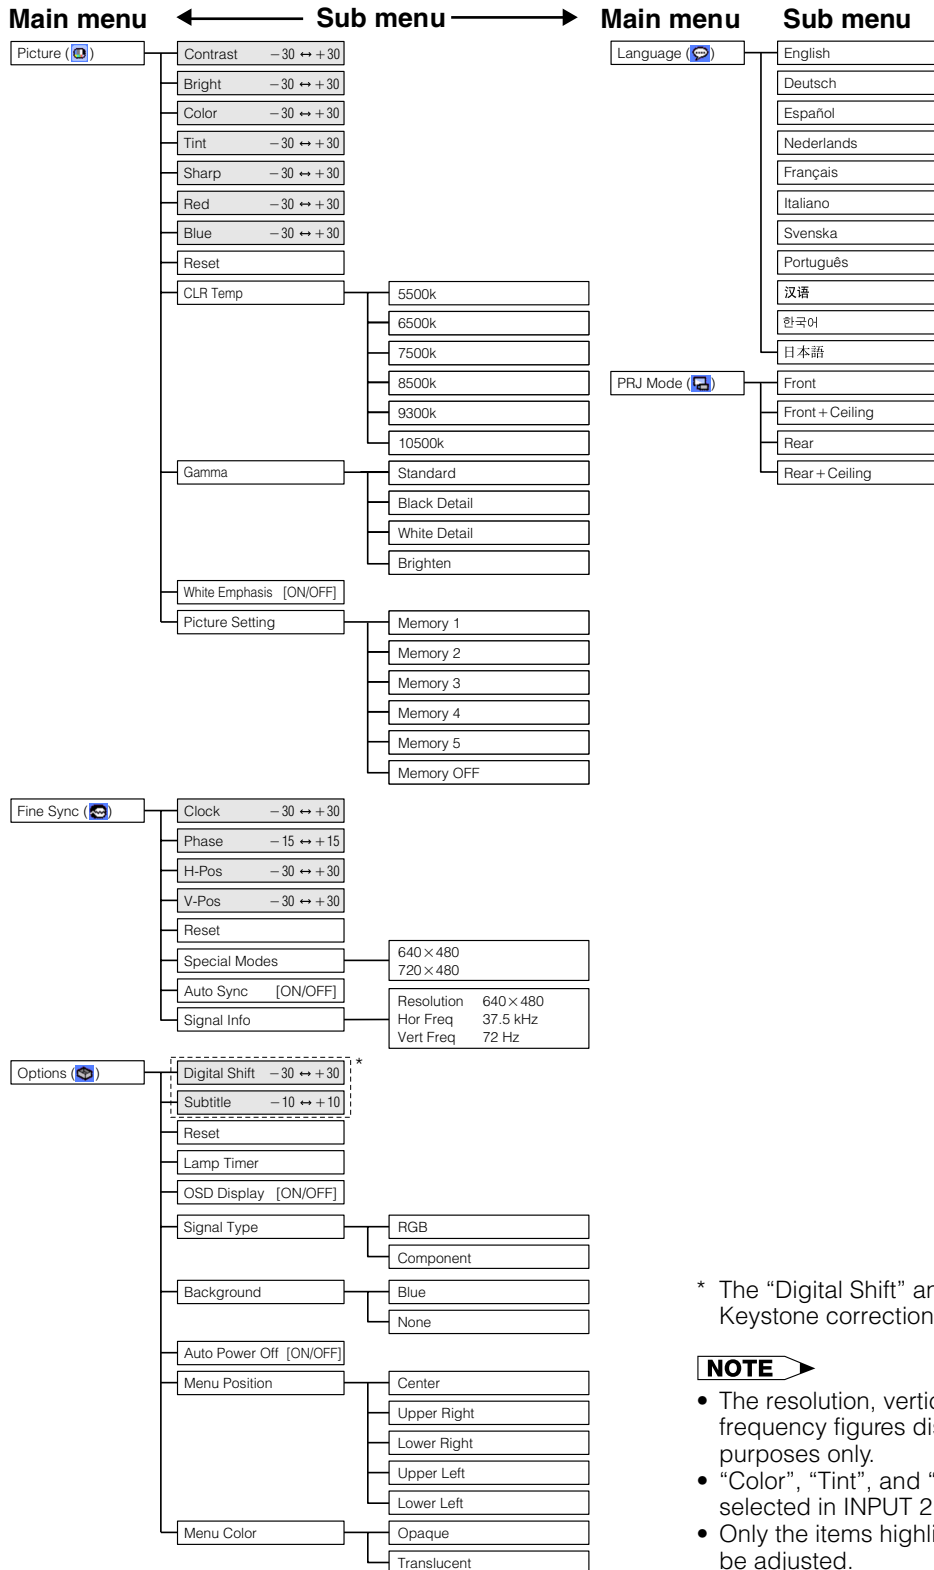 Main menu
Sub menu
Main menu
Sub menu
Picture ( )
Contrast −30 ↔ +30
Bright −30 ↔ +30
Color −30 ↔ +30
Tint −30 ↔ +30
Sharp −30 ↔ +30
Red −30 ↔ +30
Blue −30 ↔ +30
Reset
CLR Temp
5500k
6500k
7500k
8500k
9300k
10500k
Gamma
Standard
Black Detail
White Detail
Brighten
White Emphasis [ON/OFF]
Picture Setting
Memory 1
Memory 2
Memory 3
Memory 4
Memory 5
Memory OFF
Fine Sync ( )
Clock −30 ↔ +30
Phase −15 ↔ +15
H-Pos −30 ↔ +30
V-Pos −30 ↔ +30
Reset
Special Modes
640×480
720×480
Auto Sync [ON/OFF]
Signal Info
Resolution 640×480
Hor Freq 37.5 kHz
Vert Freq 72 Hz
Options ( )
Digital Shift −30 ↔ +30 *
Subtitle −10 ↔ +10
Reset
Lamp Timer
OSD Display [ON/OFF]
Signal Type
RGB
Component
Background
Blue
None
Auto Power Off [ON/OFF]
Menu Position
Center
Upper Right
Lower Right
Upper Left
Lower Left
Menu Color
Opaque
Translucent
Language ( )
English
Deutsch
Español
Nederlands
Français
Italiano
Svenska
Português
汉语
한국어
日本語
PRJ Mode ( )
Front
Front+Ceiling
Rear
Rear+Ceiling
* The “Digital Shift”
Keystone correction
NOTE
• The resolution,
frequency figures
purposes only.
• “Color”, “Tint”, and “
selected in INPUT 2
• Only the items
be adjusted.